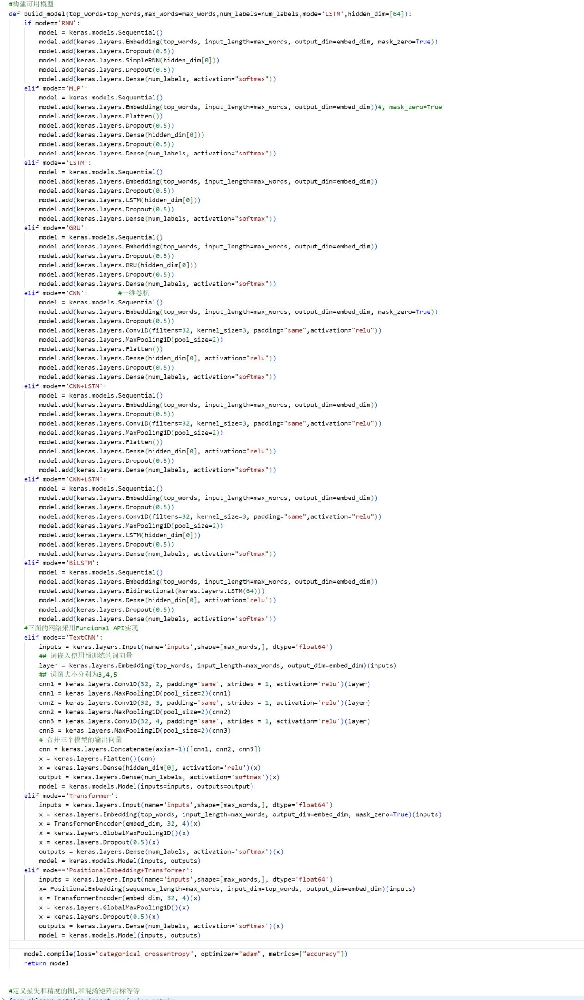 #构建可用模型
def build_model(top_words=top_words,max_words=max_words,num_labels=num_labels,mode='LSTM',hidden_dim=[64]):
    if mode=='RNN':
        model = keras.models.Sequential()
        model.add(keras.layers.Embedding(top_words, input_length=max_words, output_dim=embed_dim, mask_zero=True))
        model.add(keras.layers.Dropout(0.5))
        model.add(keras.layers.SimpleRNN(hidden_dim[0]))
        model.add(keras.layers.Dropout(0.5))
        model.add(keras.layers.Dense(num_labels, activation="softmax"))
    elif mode=='MLP':
        model = keras.models.Sequential()
        model.add(keras.layers.Embedding(top_words, input_length=max_words, output_dim=embed_dim))#, mask_zero=True
        model.add(keras.layers.Flatten())
        model.add(keras.layers.Dropout(0.5))
        model.add(keras.layers.Dense(hidden_dim[0]))
        model.add(keras.layers.Dropout(0.5))
        model.add(keras.layers.Dense(num_labels, activation="softmax"))
    elif mode=='LSTM':
        model = keras.models.Sequential()
        model.add(keras.layers.Embedding(top_words, input_length=max_words, output_dim=embed_dim))
        model.add(keras.layers.Dropout(0.5))
        model.add(keras.layers.LSTM(hidden_dim[0]))
        model.add(keras.layers.Dropout(0.5))
        model.add(keras.layers.Dense(num_labels, activation="softmax"))
    elif mode=='GRU':
        model = keras.models.Sequential()
        model.add(keras.layers.Embedding(top_words, input_length=max_words, output_dim=embed_dim))
        model.add(keras.layers.Dropout(0.5))
        model.add(keras.layers.GRU(hidden_dim[0]))
        model.add(keras.layers.Dropout(0.5))
        model.add(keras.layers.Dense(num_labels, activation="softmax"))
    elif mode=='CNN':        #一维卷积
        model = keras.models.Sequential()
        model.add(keras.layers.Embedding(top_words, input_length=max_words, output_dim=embed_dim, mask_zero=True))
        model.add(keras.layers.Dropout(0.5))
        model.add(keras.layers.Conv1D(filters=32, kernel_size=3, padding="same",activation="relu"))
        model.add(keras.layers.MaxPooling1D(pool_size=2))
        model.add(keras.layers.Flatten())
        model.add(keras.layers.Dense(hidden_dim[0], activation="relu"))
        model.add(keras.layers.Dropout(0.5))
        model.add(keras.layers.Dense(num_labels, activation="softmax"))
    elif mode=='CNN+LSTM':
        model = keras.models.Sequential()
        model.add(keras.layers.Embedding(top_words, input_length=max_words, output_dim=embed_dim))
        model.add(keras.layers.Dropout(0.5))
        model.add(keras.layers.Conv1D(filters=32, kernel_size=3, padding="same",activation="relu"))
        model.add(keras.layers.MaxPooling1D(pool_size=2))
        model.add(keras.layers.Flatten())
        model.add(keras.layers.Dense(hidden_dim[0], activation="relu"))
        model.add(keras.layers.Dropout(0.5))
        model.add(keras.layers.Dense(num_labels, activation="softmax"))
    elif mode=='CNN+LSTM':
        model = keras.models.Sequential()
        model.add(keras.layers.Embedding(top_words, input_length=max_words, output_dim=embed_dim))
        model.add(keras.layers.Dropout(0.5))
        model.add(keras.layers.Conv1D(filters=32, kernel_size=3, padding="same",activation="relu"))
        model.add(keras.layers.MaxPooling1D(pool_size=2))
        model.add(keras.layers.LSTM(hidden_dim[0]))
        model.add(keras.layers.Dropout(0.5))
        model.add(keras.layers.Dense(num_labels, activation="softmax"))
    elif mode=='BiLSTM':
        model = keras.models.Sequential()
        model.add(keras.layers.Embedding(top_words, input_length=max_words, output_dim=embed_dim))
        model.add(keras.layers.Bidirectional(keras.layers.LSTM(64)))
        model.add(keras.layers.Dense(hidden_dim[0], activation='relu'))
        model.add(keras.layers.Dropout(0.5))
        model.add(keras.layers.Dense(num_labels, activation='softmax'))
    #下面的网络采用Funcional API实现
    elif mode=='TextCNN':
        inputs = keras.layers.Input(name='inputs',shape=[max_words,], dtype='float64')
        ## 词嵌入使用预训练的词向量
        layer = keras.layers.Embedding(top_words, input_length=max_words, output_dim=embed_dim)(inputs)
        ## 词窗大小分别为3,4,5
        cnn1 = keras.layers.Conv1D(32, 2, padding='same', strides = 1, activation='relu')(layer)
        cnn1 = keras.layers.MaxPooling1D(pool_size=2)(cnn1)
        cnn2 = keras.layers.Conv1D(32, 3, padding='same', strides = 1, activation='relu')(layer)
        cnn2 = keras.layers.MaxPooling1D(pool_size=2)(cnn2)
        cnn3 = keras.layers.Conv1D(32, 4, padding='same', strides = 1, activation='relu')(layer)
        cnn3 = keras.layers.MaxPooling1D(pool_size=2)(cnn3)
        # 合并三个模型的输出向量
        cnn = keras.layers.Concatenate(axis=-1)([cnn1, cnn2, cnn3])
        x = keras.layers.Flatten()(cnn)
        x = keras.layers.Dense(hidden_dim[0], activation='relu')(x)
        output = keras.layers.Dense(num_labels, activation='softmax')(x)
        model = keras.models.Model(inputs=inputs, outputs=output)
    elif mode=='Transformer':
        inputs = keras.layers.Input(name='inputs',shape=[max_words,], dtype='float64')
        x = keras.layers.Embedding(top_words, input_length=max_words, output_dim=embed_dim, mask_zero=True)(inputs)
        x = TransformerEncoder(embed_dim, 32, 4)(x)
        x = keras.layers.GlobalMaxPooling1D()(x)
        x = keras.layers.Dropout(0.5)(x)
        outputs = keras.layers.Dense(num_labels, activation='softmax')(x)
        model = keras.models.Model(inputs, outputs)
    elif mode=='PositionalEmbedding+Transformer':
        inputs = keras.layers.Input(name='inputs',shape=[max_words,], dtype='float64')
        x= PositionalEmbedding(sequence_length=max_words, input_dim=top_words, output_dim=embed_dim)(inputs)
        x = TransformerEncoder(embed_dim, 32, 4)(x)
        x = keras.layers.GlobalMaxPooling1D()(x)
        x = keras.layers.Dropout(0.5)(x)
        outputs = keras.layers.Dense(num_labels, activation='softmax')(x)
        model = keras.models.Model(inputs, outputs)
    model.compile(loss="categorical_crossentropy", optimizer="adam", metrics=["accuracy"])
    return model
#定义损失和精度的图,和混淆矩阵指标等等